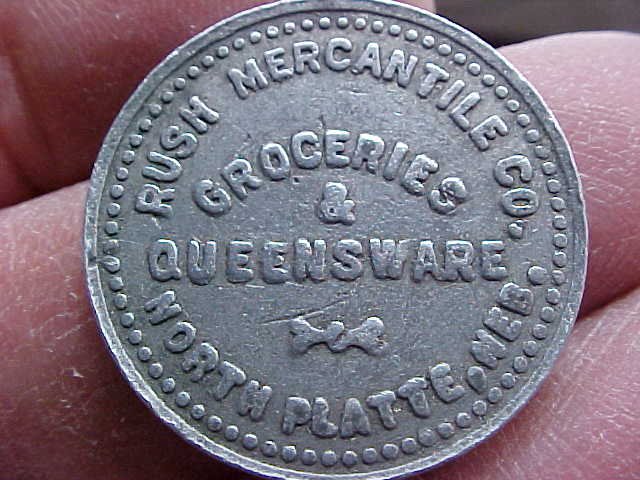 RUSH MERCANTILE CO.
GROCERIES
&
QUEENSWARE
NORTH PLATTE, NEB.